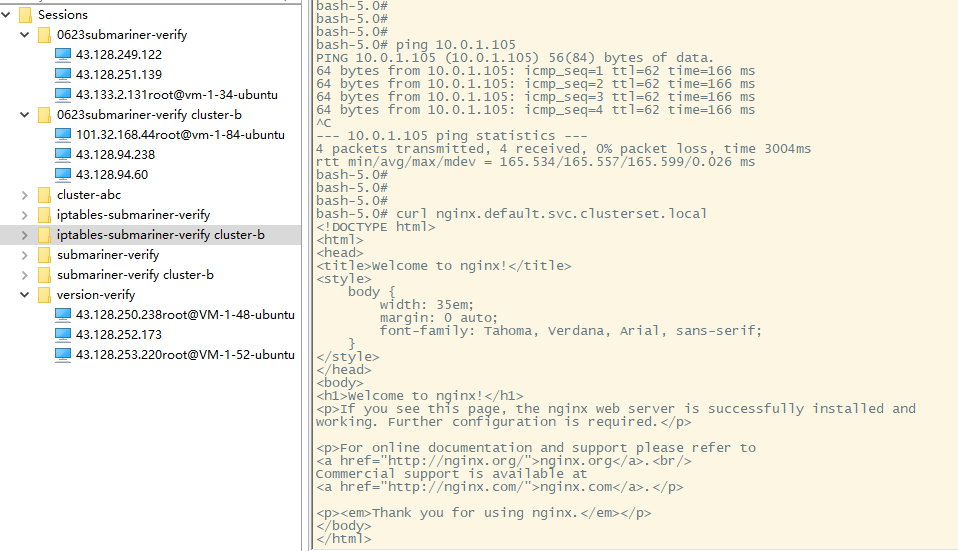 Sessions
0623submariner-verify
43.128.249.122
43.128.251.139
43.133.2.131root@vm-1-34-ubuntu
0623submariner-verify cluster-b
101.32.168.44root@vm-1-84-ubuntu
43.128.94.238
43.128.94.60
cluster-abc
iptables-submariner-verify
iptables-submariner-verify cluster-b
submariner-verify
submariner-verify cluster-b
version-verify
43.128.250.238root@VM-1-48-ubuntu
43.128.252.173
43.128.253.220root@VM-1-52-ubuntu
bash-5.0#
bash-5.0#
bash-5.0#
bash-5.0# ping 10.0.1.105
PING 10.0.1.105 (10.0.1.105) 56(84) bytes of data.
64 bytes from 10.0.1.105: icmp_seq=1 ttl=62 time=166 ms
64 bytes from 10.0.1.105: icmp_seq=2 ttl=62 time=166 ms
64 bytes from 10.0.1.105: icmp_seq=3 ttl=62 time=166 ms
64 bytes from 10.0.1.105: icmp_seq=4 ttl=62 time=166 ms
^C
--- 10.0.1.105 ping statistics ---
4 packets transmitted, 4 received, 0% packet loss, time 3004ms
rtt min/avg/max/mdev = 165.534/165.557/165.599/0.026 ms
bash-5.0#
bash-5.0#
bash-5.0#
bash-5.0# curl nginx.default.svc.clusterset.local
<!DOCTYPE html>
<html>
<head>
<title>Welcome to nginx!</title>
<style>
    body {
        width: 35em;
        margin: 0 auto;
        font-family: Tahoma, Verdana, Arial, sans-serif;
    }
</style>
</head>
<body>
<h1>Welcome to nginx!</h1>
<p>If you see this page, the nginx web server is successfully installed and
working. Further configuration is required.</p>

<p>For online documentation and support please refer to
<a href="http://nginx.org/">nginx.org</a>.<br/>
Commercial support is available at
<a href="http://nginx.com/">nginx.com</a>.</p>

<p><em>Thank you for using nginx.</em></p>
</body>
</html>